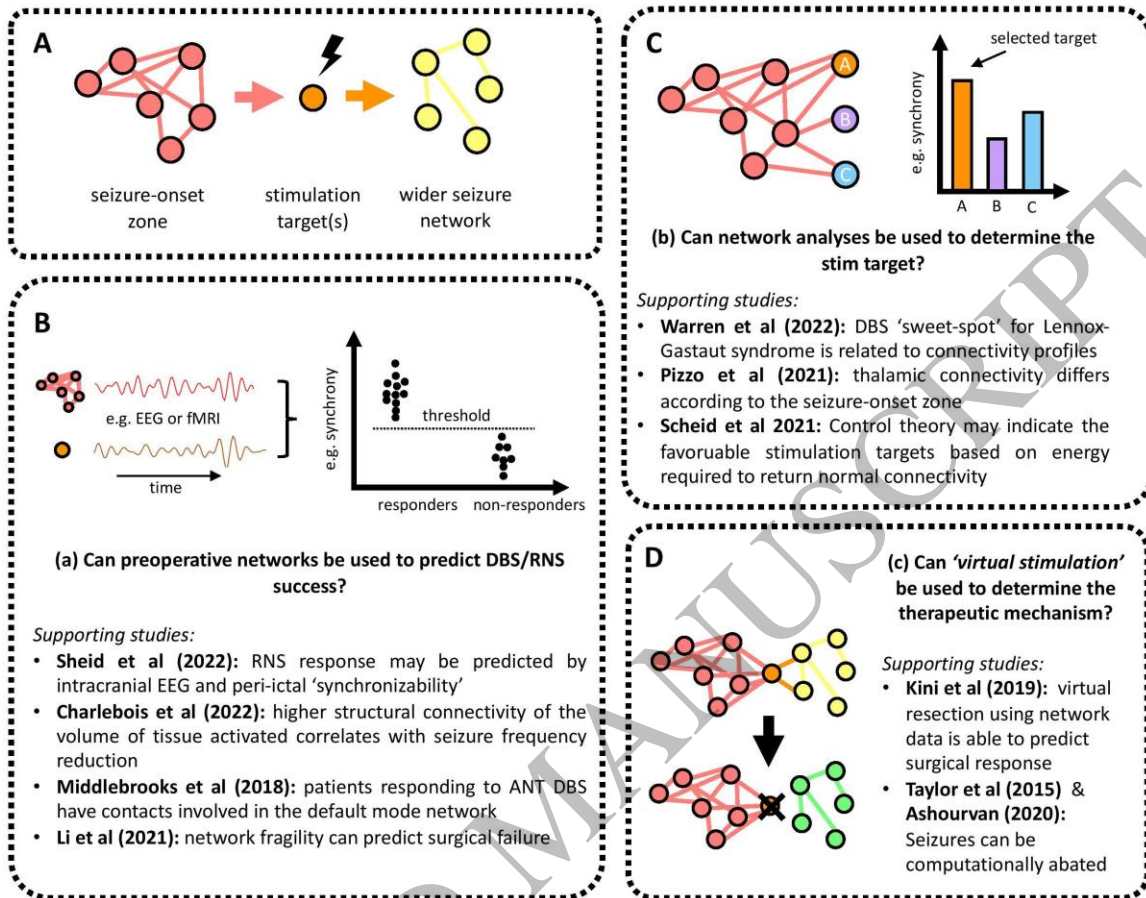 A
seizure-onset
zone
stimulation
target(s)
wider seizure
network
B
e.g. EEG or fMRI
time
e.g. synchrony
threshold
responders
non-responders
(a) Can preoperative networks be used to predict DBS/RNS
success?
Supporting studies:
• Sheid et al (2022): RNS response may be predicted by
intracranial EEG and peri-ictal ‘synchronizability’
• Charlebois et al (2022): higher structural connectivity of the
volume of tissue activated correlates with seizure frequency
reduction
• Middlebrooks et al (2018): patients responding to ANT DBS
have contacts involved in the default mode network
• Li et al (2021): network fragility can predict surgical failure
C
A
B
C
selected target
e.g. synchrony
A B C
(b) Can network analyses be used to determine the
stim target?
Supporting studies:
• Warren et al (2022): DBS ‘sweet-spot’ for Lennox-
Gastaut syndrome is related to connectivity profiles
• Pizzo et al (2021): thalamic connectivity differs
according to the seizure-onset zone
• Scheid et al 2021: Control theory may indicate the
favoruable stimulation targets based on energy
required to return normal connectivity
D
(c) Can ‘virtual stimulation’
be used to determine the
therapeutic mechanism?
Supporting studies:
• Kini et al (2019): virtual
resection using network
data is able to predict
surgical response
• Taylor et al (2015) &
Ashourvan (2020):
Seizures can be
computationally abated
D MANUSCRIPT